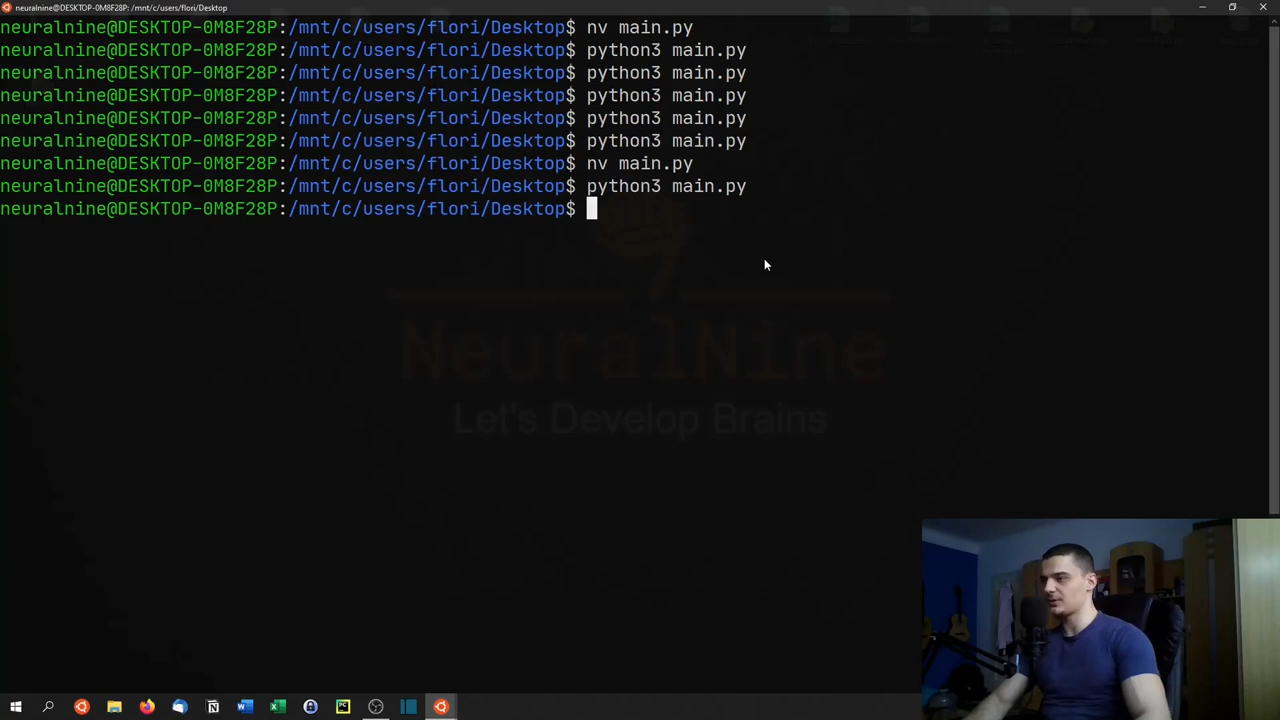 neuralnine@DESKTOP-0M8F28P: /mnt/c/users/flori/Desktop
neuralnine@DESKTOP-0M8F28P:/mnt/c/users/flori/Desktop$ nv main.py
neuralnine@DESKTOP-0M8F28P:/mnt/c/users/flori/Desktop$ python3 main.py
neuralnine@DESKTOP-0M8F28P:/mnt/c/users/flori/Desktop$ python3 main.py
neuralnine@DESKTOP-0M8F28P:/mnt/c/users/flori/Desktop$ python3 main.py
neuralnine@DESKTOP-0M8F28P:/mnt/c/users/flori/Desktop$ python3 main.py
neuralnine@DESKTOP-0M8F28P:/mnt/c/users/flori/Desktop$ python3 main.py
neuralnine@DESKTOP-0M8F28P:/mnt/c/users/flori/Desktop$ nv main.py
neuralnine@DESKTOP-0M8F28P:/mnt/c/users/flori/Desktop$ python3 main.py
neuralnine@DESKTOP-0M8F28P:/mnt/c/users/flori/Desktop$
NeuralNine
Let's Develop Brains